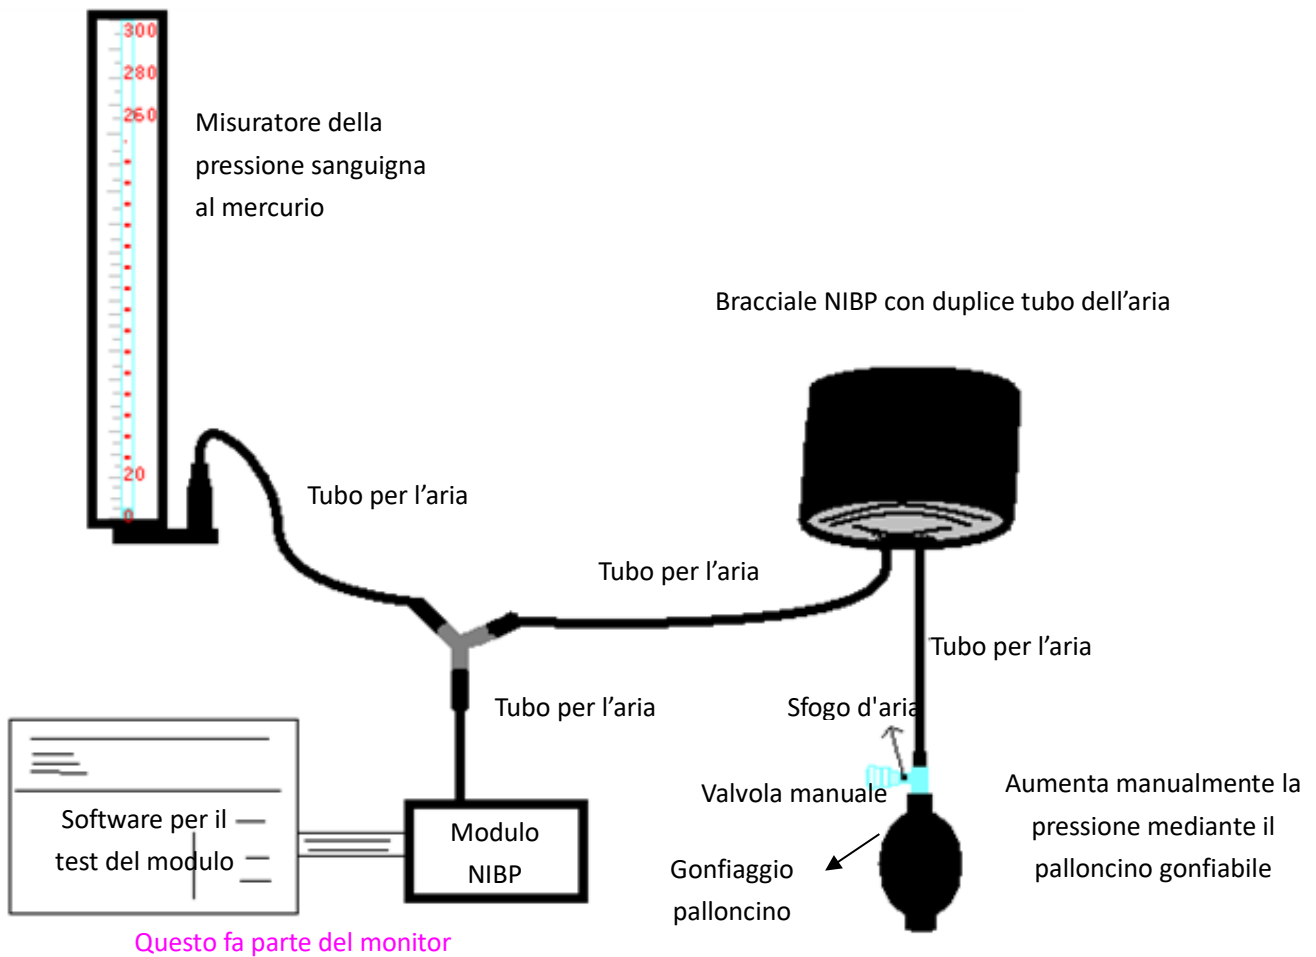 300
280
260
Misuratore della
pressione sanguigna
al mercurio
Bracciale NIBP con duplice tubo dell’aria
20
0
Tubo per l’aria
Tubo per l’aria
Tubo per l’aria
Tubo per l’aria
Sfogo d'aria
Valvola manuale
Aumenta manualmente la
pressione mediante il
palloncino gonfiabile
Software per il
test del modulo
Modulo
NIBP
Gonfiaggio
palloncino
Questo fa parte del monitor